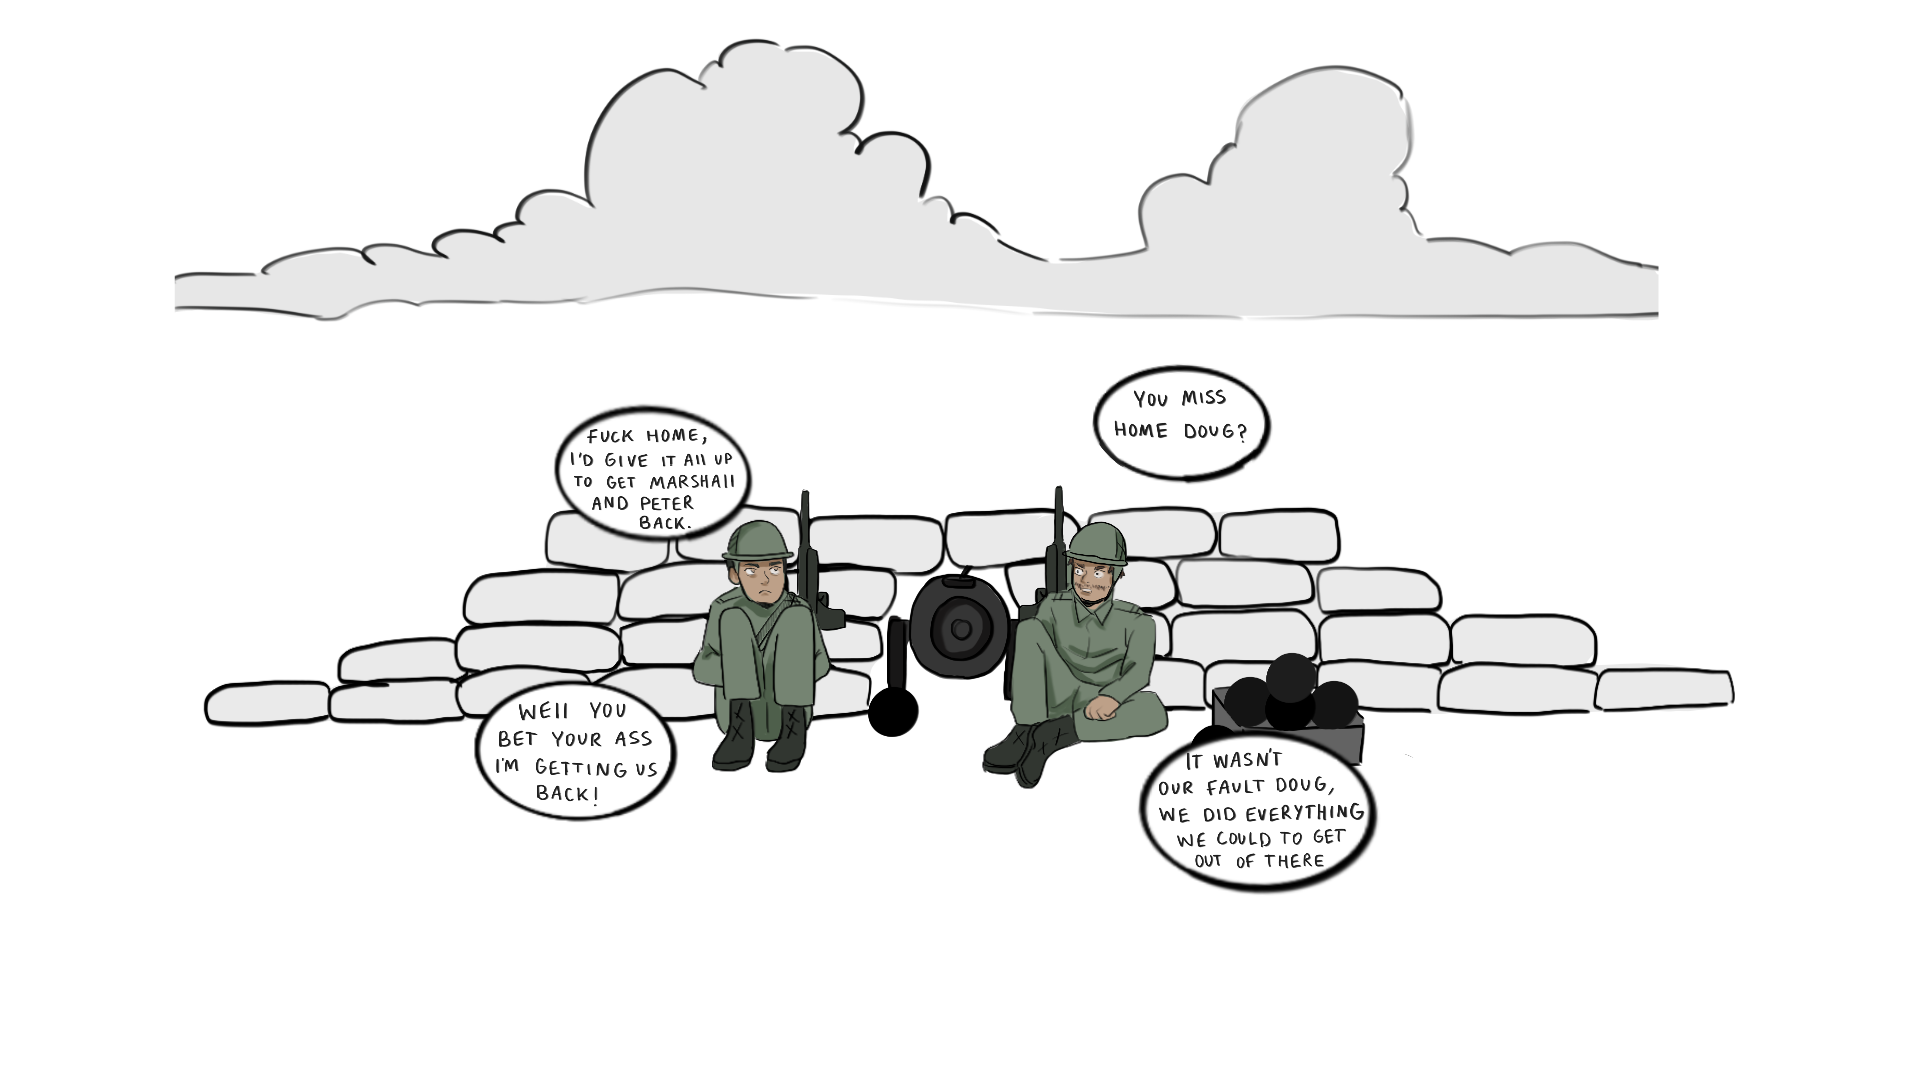 YOU MISS
HOME DOUG?
FUCK HOME,
I'D GIVE IT All UP
TO GET MARSHAll
AND PETER
BACK.
IT WASN'T
OUR FAULT DOUG,
WE DID EVERYTHING
WE COULD TO GET
OUT OF THERE
WEll YOU
BET YOUR ASS
I'M GETTING US
BACK!